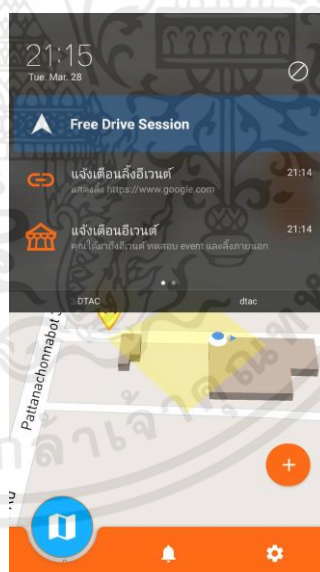 21:15
Tue. Mar. 28
Free Drive Session
แจ้งเตือนลิ้งอีเวนต์ 21:14
แสดงลิ้ง https://www.google.com
แจ้งเตือนอีเวนต์ 21:14
คุณได้มาถึงอีเวนต์ ทดสอบ event และลิ้งภายนอก
DTAC dtac
Pattanachonnabot